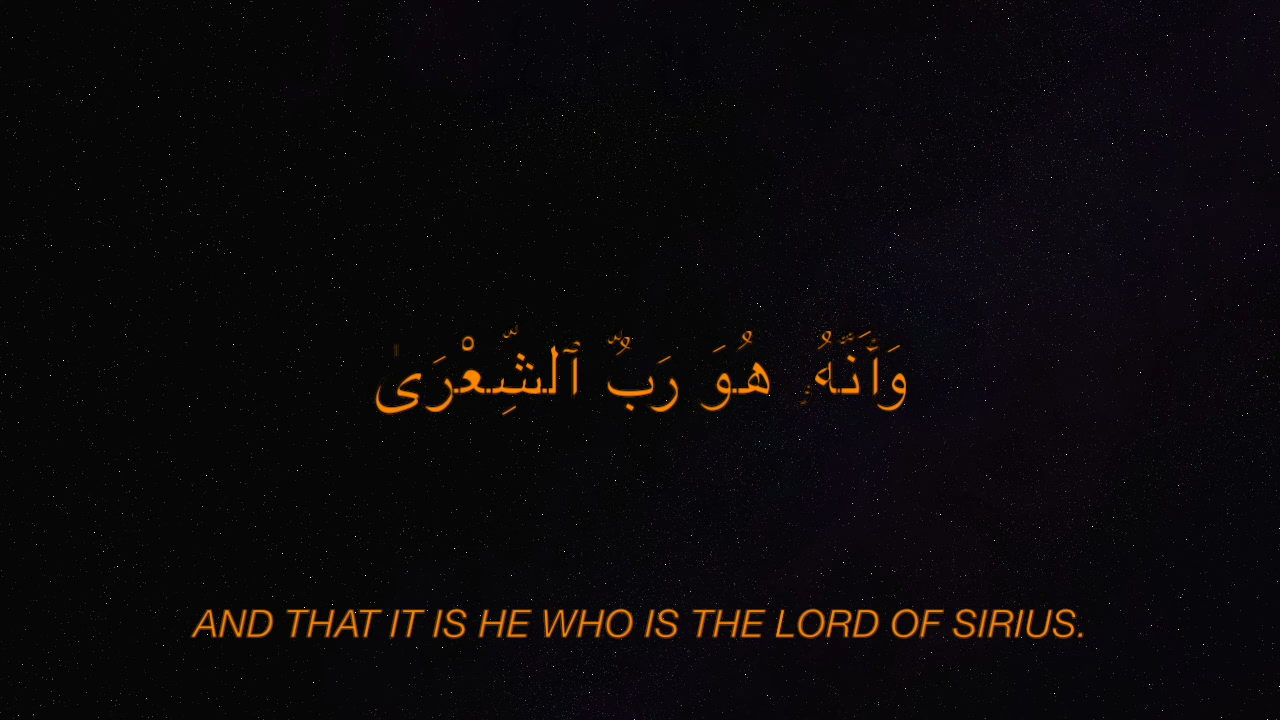 وَأَنَّهُۥ هُوَ رَبُّ ٱلشِّعْرَىٰ
AND THAT IT IS HE WHO IS THE LORD OF SIRIUS.